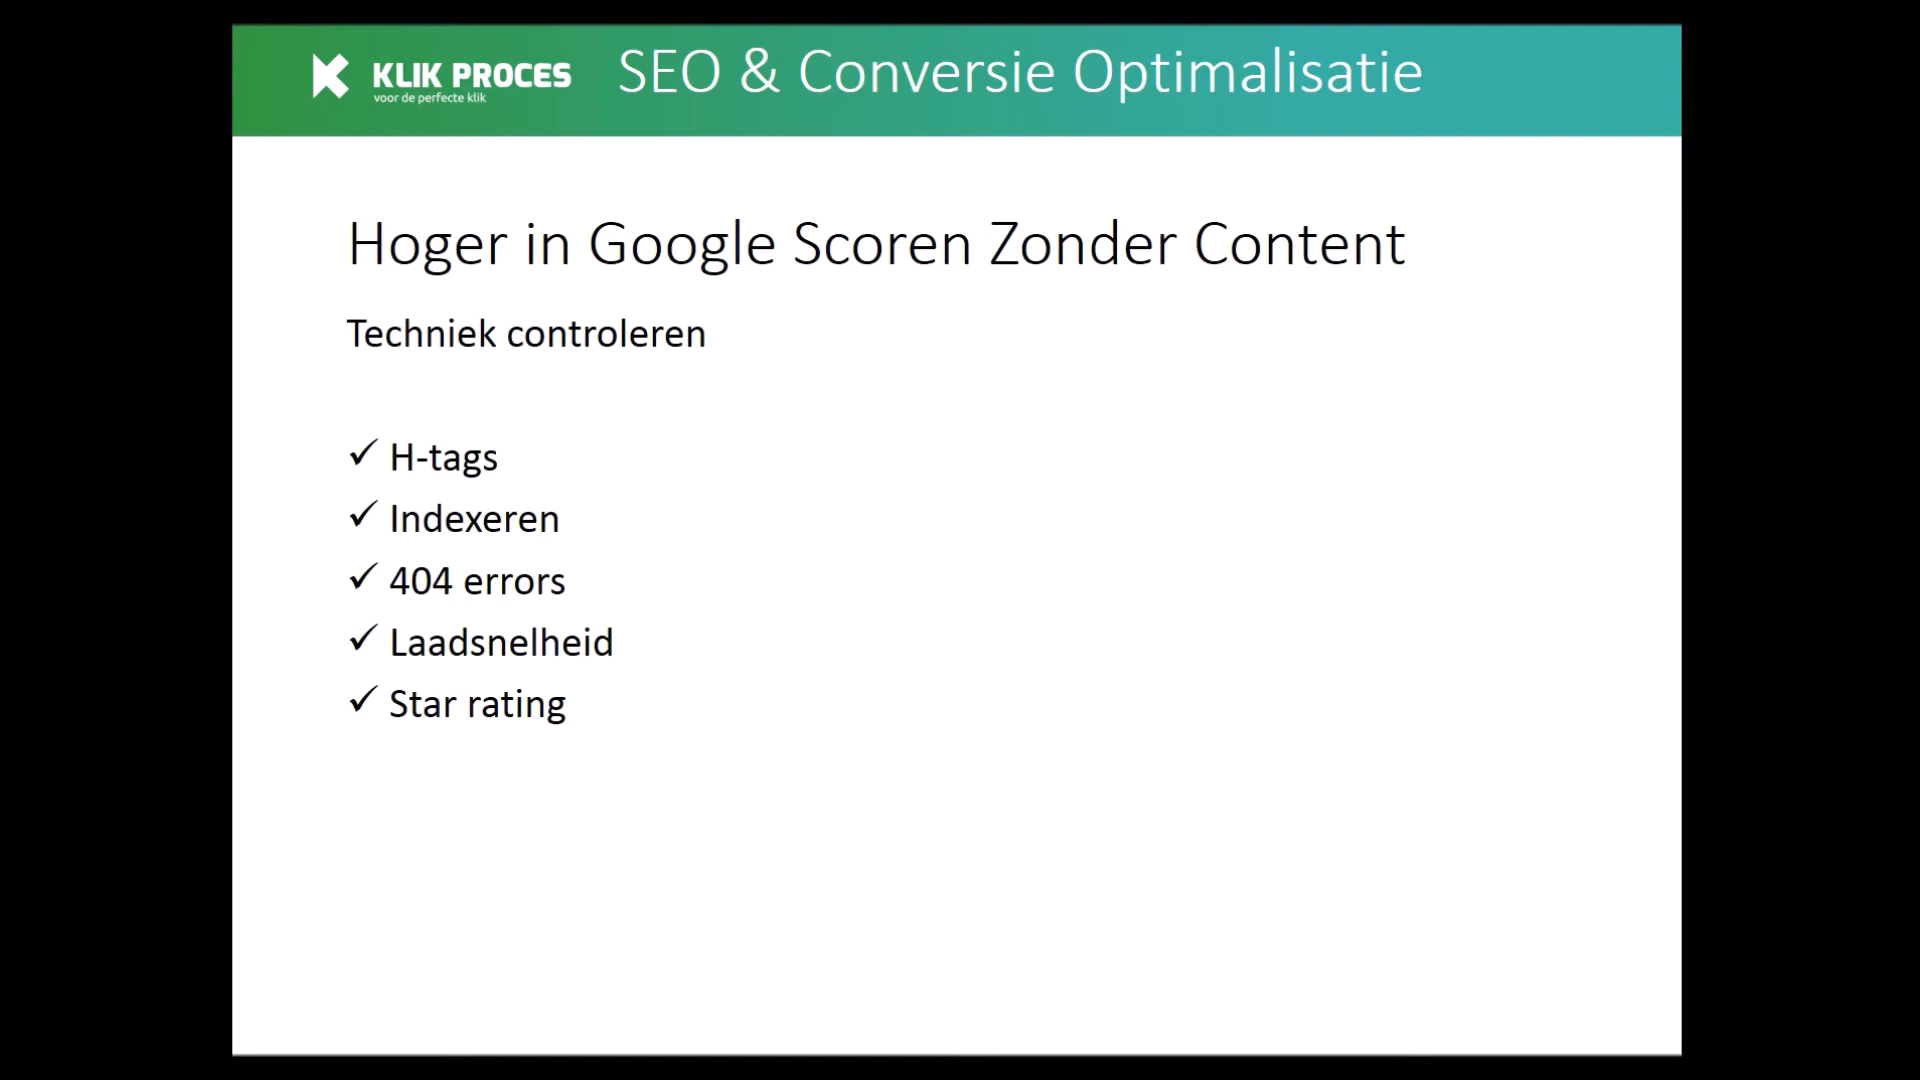 KLIK PROCES
voor de perfecte klik
SEO & Conversie Optimalisatie
Hoger in Google Scoren Zonder Content
Techniek controleren
✓ H-tags
✓ Indexeren
✓ 404 errors
✓ Laadsnelheid
✓ Star rating